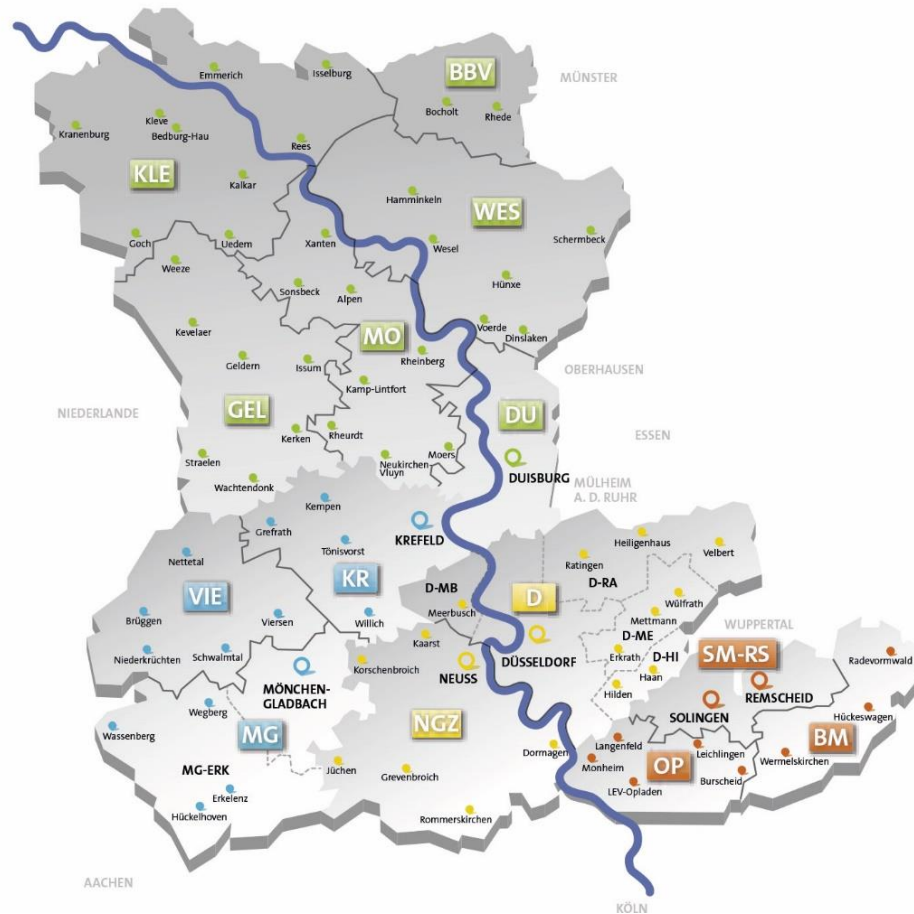 Emmerich
Isselburg
BBV
MÜNSTER
Bocholt
Rhede
Kleve
Kranenburg
Bedburg-Hau
Rees
KLE
Kalkar
Hamminkeln
WES
Goch
Uedem
Xanten
Wesel
Schermbeck
Weeze
Sonsbeck
Alpen
Hünxe
Kevelaer
MO
Voerde
Dinslaken
Geldern
Issum
Rheinberg
OBERHAUSEN
Kamp-Lintfort
NIEDERLANDE
GEL
DU
Kerken
Rheurdt
ESSEN
Straelen
Moers
Neukirchen-
Vluyn
DUISBURG
Wachtendonk
MÜLHEIM
A. D. RUHR
Kempen
Grefrath
KREFELD
Heiligenhaus
Velbert
Nettetal
Tönisvorst
Ratingen
KR
D-MB
D-RA
VIE
D
Wülfrath
Meerbusch
Mettmann
Brüggen
Viersen
Willich
WUPPERTAL
Kaarst
D-ME
Niederkrüchten
Schwalmtal
Korschenbroich
DÜSSELDORF
Erkrath
D-HI
SM-RS
Radevormwald
NEUSS
Haan
MÖNCHEN-
GLADBACH
Hilden
REMSCHEID
Wegberg
SOLINGEN
Hückeswagen
Wassenberg
MG
NGZ
Langenfeld
BM
Dormagen
Leichlingen
Monheim
OP
Wermelskirchen
MG-ERK
Jüchen
Grevenbroich
Burscheid
LEV-Opladen
Erkelenz
Hückelhoven
Rommerskirchen
AACHEN
KÖLN